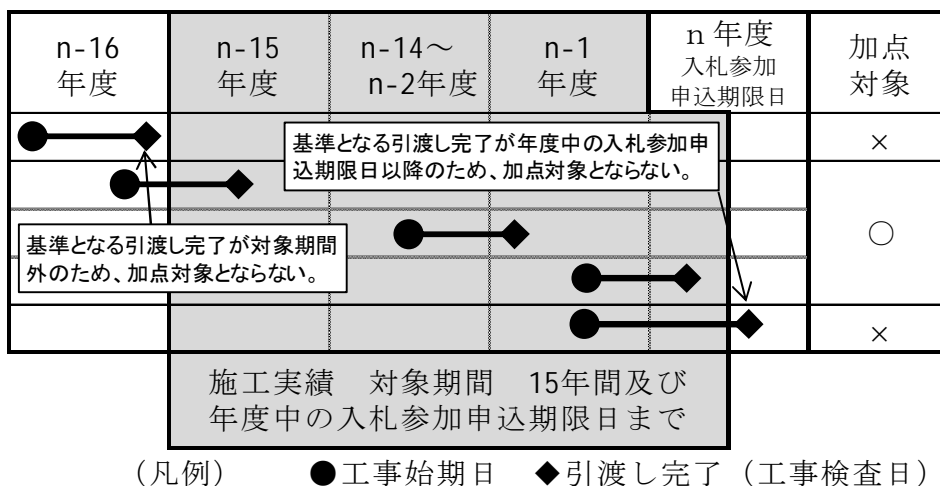 n-16
年度
n-15
年度
n-14～
n-2年度
n-1
年度
n 年度
入札参加
申込期限日
加点
対象
×
基準となる引渡し完了が年度中の入札参加申
込期限日以降のため、加点対象とならない。
基準となる引渡し完了が対象期間
外のため、加点対象とならない。
○
×
施工実績　対象期間　15年間及び
年度中の入札参加申込期限日まで
（凡例）　●工事始期日　◆引渡し完了（工事検査日）